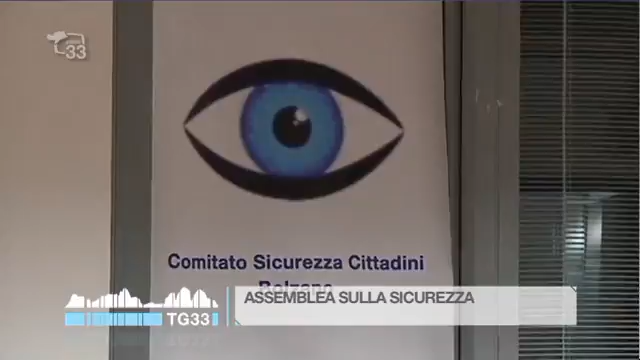 33
Comitato Sicurezza Cittadini
Bolzano
ASSEMBLEA SULLA SICUREZZA
TG33